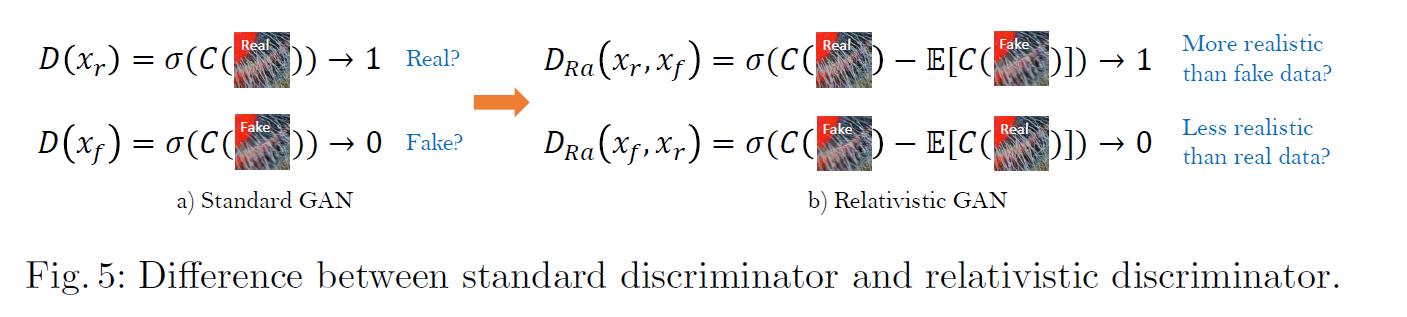 D(x_r) = σ(C(Real)) → 1 Real?
D_Ra(x_r, x_f) = σ(C(Real) − 𝔼[C(Fake)]) → 1 More realistic
than fake data?
D(x_f) = σ(C(Fake)) → 0 Fake?
D_Ra(x_f, x_r) = σ(C(Fake) − 𝔼[C(Real)]) → 0 Less realistic
than real data?
a) Standard GAN
b) Relativistic GAN
Fig. 5: Difference between standard discriminator and relativistic discriminator.